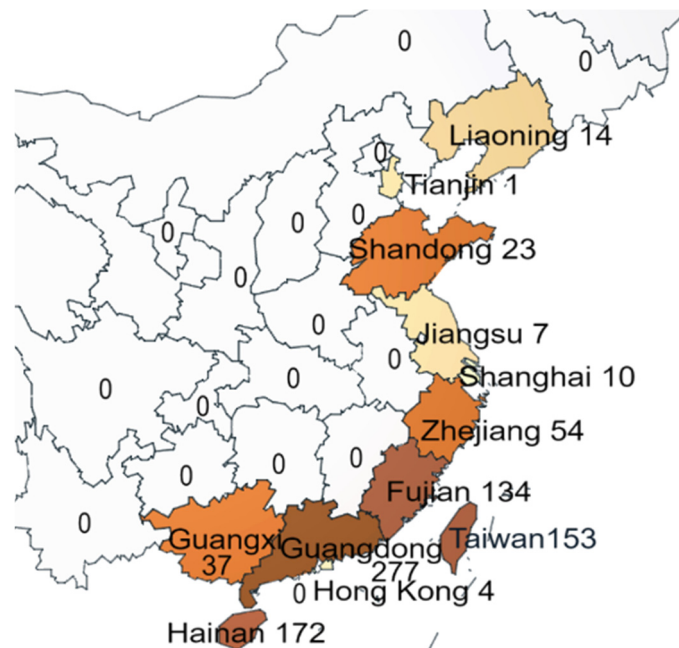 0
0
Liaoning 14
0
Tianjin 1
0
0
0
Shandong 23
0
0
Jiangsu 7
0
0
Shanghai 10
0
0
Zhejiang 54
0
0
0
Fujian 134
0
Guangxi
37
Guangdong
277
Taiwan153
0
Hong Kong 4
Hainan 172